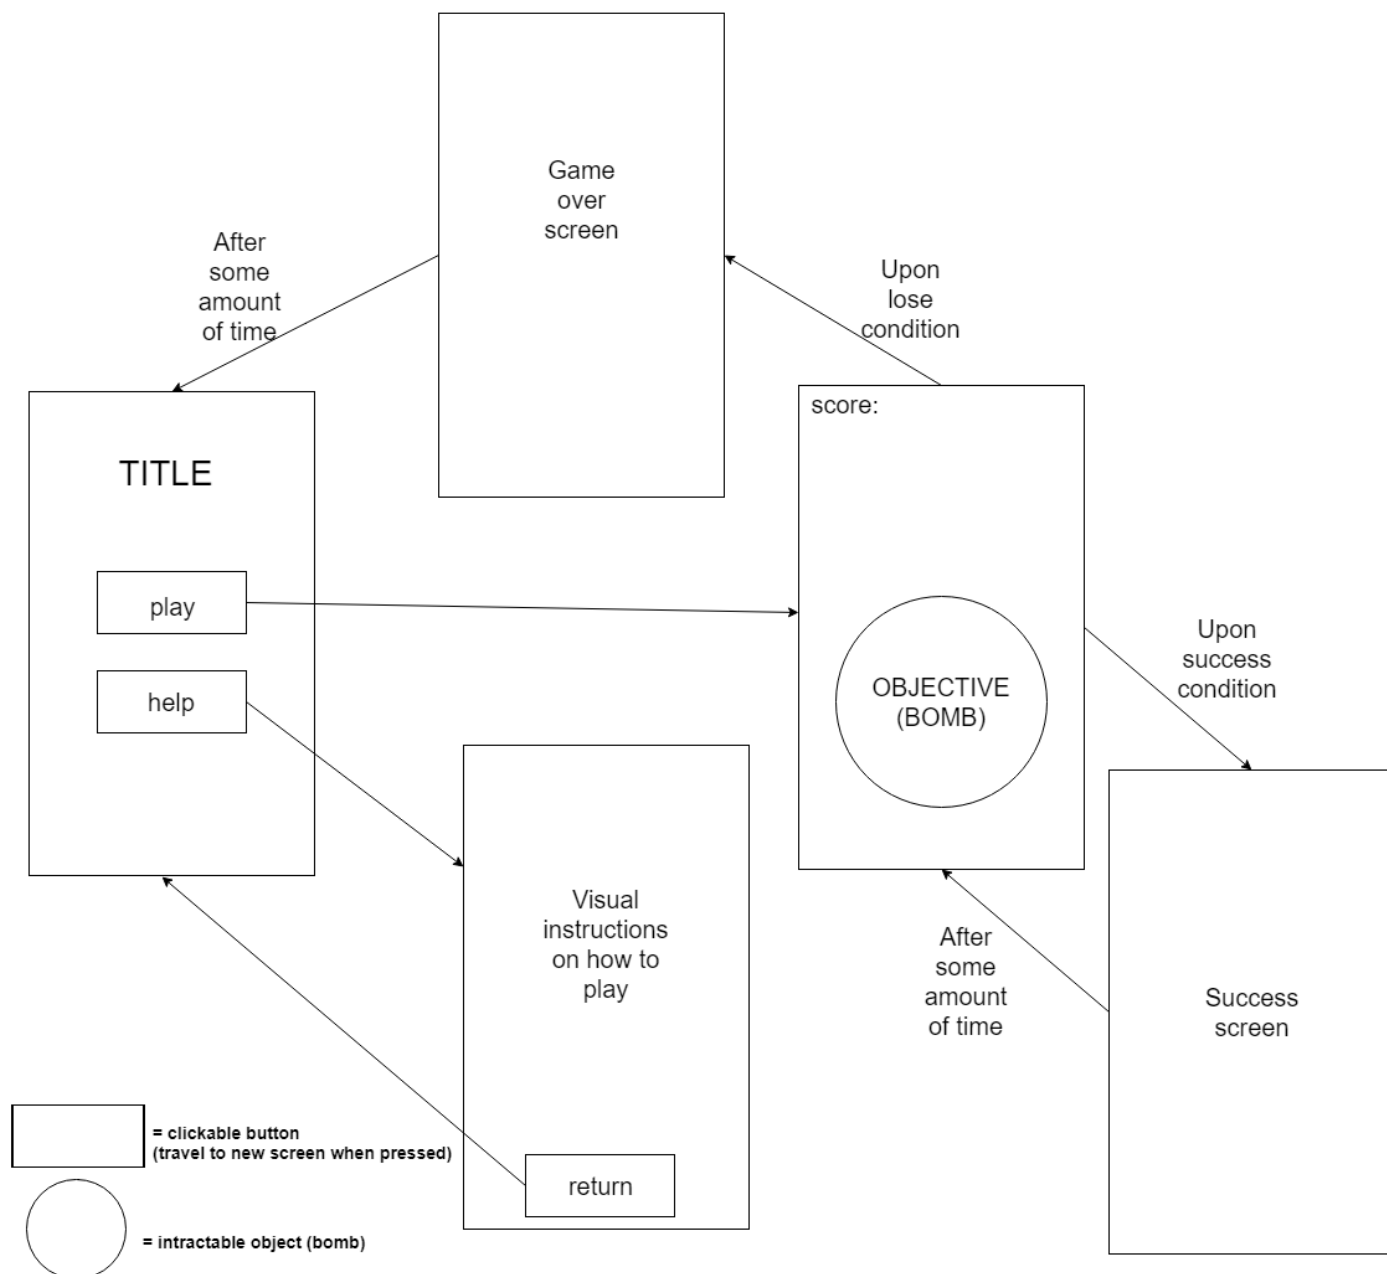 Game
over
screen
After
some
amount
of time
Upon
lose
condition
score:
TITLE
play
help
OBJECTIVE
(BOMB)
Upon
success
condition
Visual
instructions
on how to
play
After
some
amount
of time
Success
screen
return
= clickable button
(travel to new screen when pressed)
= intractable object (bomb)